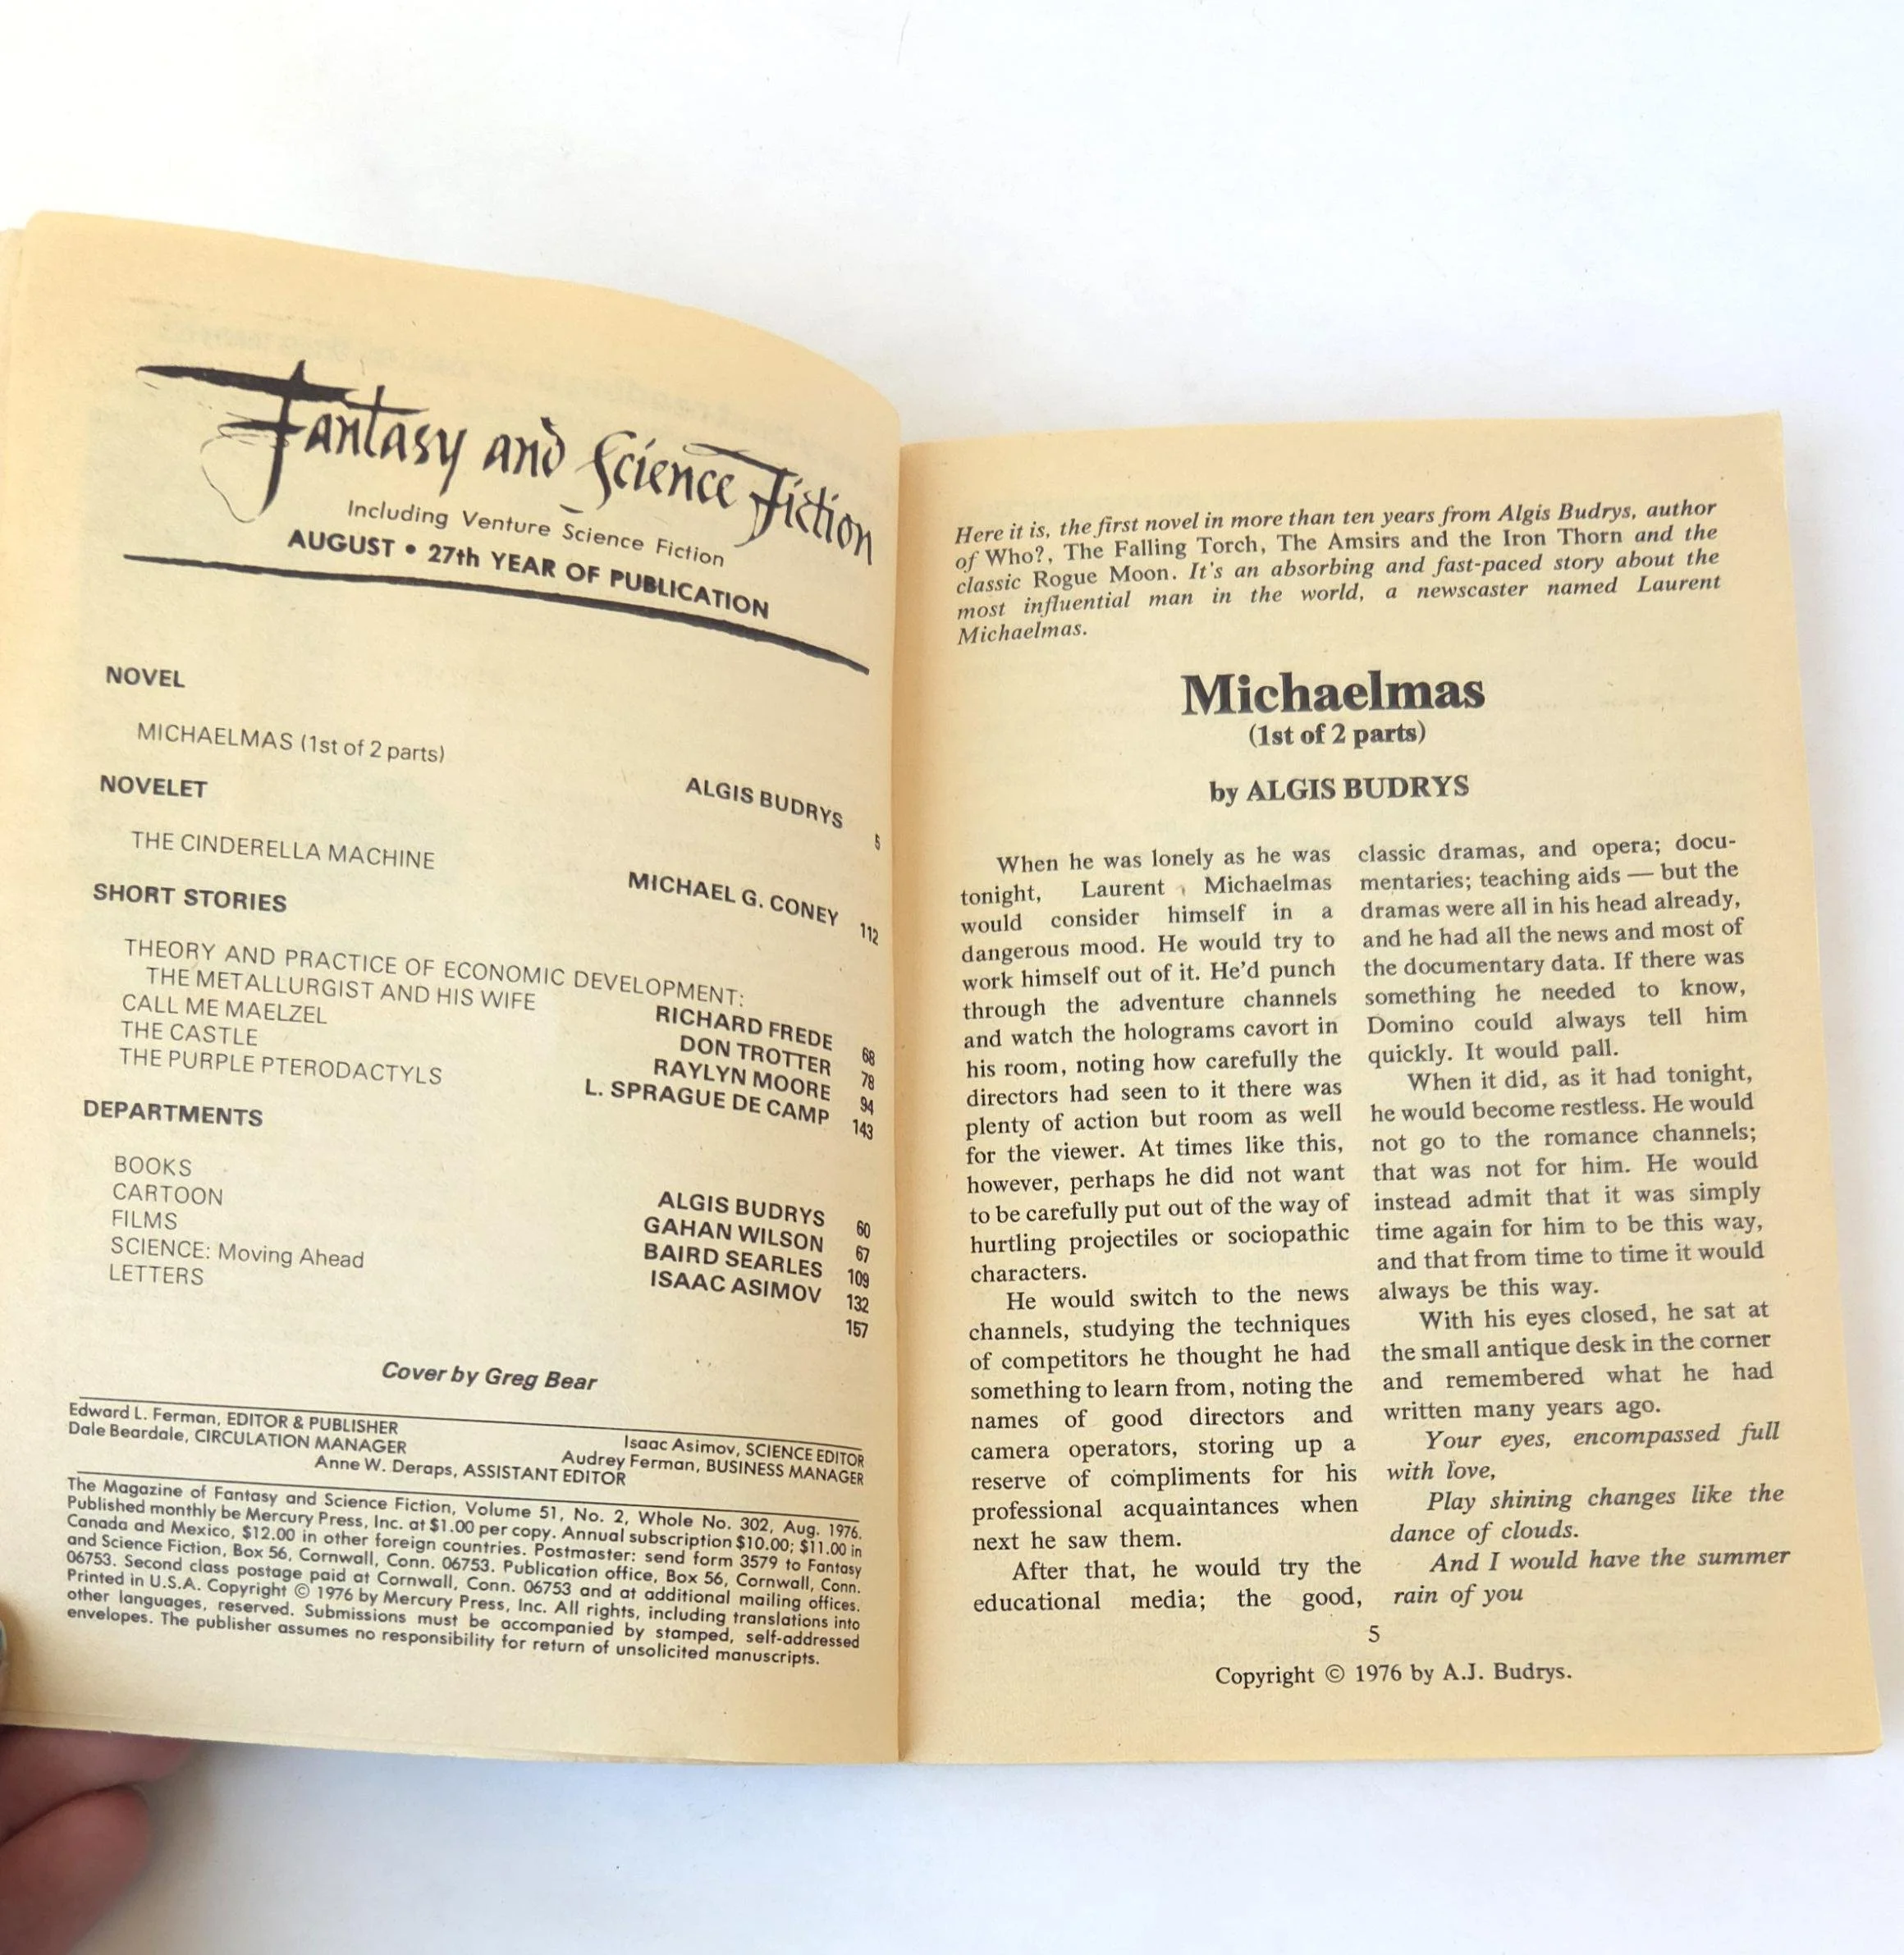 Fantasy and Science Fiction
Including Venture Science Fiction
AUGUST • 27th YEAR OF PUBLICATION
NOVEL
MICHAELMAS (1st of 2 parts) ALGIS BUDRYS 5
NOVELET
THE CINDERELLA MACHINE MICHAEL G. CONEY 112
SHORT STORIES
THEORY AND PRACTICE OF ECONOMIC DEVELOPMENT:
THE METALLURGIST AND HIS WIFE RICHARD FREDE 68
CALL ME MAELZEL DON TROTTER 78
THE CASTLE RAYLYN MOORE 94
THE PURPLE PTERODACTYLS L. SPRAGUE DE CAMP 143
DEPARTMENTS
BOOKS ALGIS BUDRYS 60
CARTOON GAHAN WILSON 67
FILMS BAIRD SEARLES 109
SCIENCE: Moving Ahead ISAAC ASIMOV 132
LETTERS 157
Cover by Greg Bear
Edward L. Ferman, EDITOR & PUBLISHER Isaac Asimov, SCIENCE EDITOR
Dale Beardale, CIRCULATION MANAGER Audrey Ferman, BUSINESS MANAGER
Anne W. Deraps, ASSISTANT EDITOR
The Magazine of Fantasy and Science Fiction, Volume 51, No. 2, Whole No. 302, Aug. 1976.
Published monthly be Mercury Press, Inc. at $1.00 per copy. Annual subscription $10.00; $11.00 in
Canada and Mexico, $12.00 in other foreign countries. Postmaster: send form 3579 to Fantasy
and Science Fiction, Box 56, Cornwall, Conn. 06753. Publication office, Box 56, Cornwall, Conn.
06753. Second class postage paid at Cornwall, Conn. 06753 and at additional mailing offices.
Printed in U.S.A. Copyright © 1976 by Mercury Press, Inc. All rights, including translations into
other languages, reserved. Submissions must be accompanied by stamped, self-addressed
envelopes. The publisher assumes no responsibility for return of unsolicited manuscripts.
Here it is, the first novel in more than ten years from Algis Budrys, author
of Who?, The Falling Torch, The Amsirs and the Iron Thorn and the
classic Rogue Moon. It's an absorbing and fast-paced story about the
most influential man in the world, a newscaster named Laurent
Michaelmas.
Michaelmas
(1st of 2 parts)
by ALGIS BUDRYS
When he was lonely as he was
tonight, Laurent Michaelmas
would consider himself in a
dangerous mood. He would try to
work himself out of it. He'd punch
through the adventure channels
and watch the holograms cavort in
his room, noting how carefully the
directors had seen to it there was
plenty of action but room as well
for the viewer. At times like this,
however, perhaps he did not want
to be carefully put out of the way of
hurtling projectiles or sociopathic
characters.
He would switch to the news
channels, studying the techniques
of competitors he thought he had
something to learn from, noting the
names of good directors and
camera operators, storing up a
reserve of compliments for his
professional acquaintances when
next he saw them.
After that, he would try the
educational media; the good,
classic dramas, and opera; docu-
mentaries; teaching aids — but the
dramas were all in his head already,
and he had all the news and most of
the documentary data. If there was
something he needed to know,
Domino could always tell him
quickly. It would pall.
When it did, as it had tonight,
he would become restless. He would
not go to the romance channels;
that was not for him. He would
instead admit that it was simply
time again for him to be this way,
and that from time to time it would
always be this way.
With his eyes closed, he sat at
the small antique desk in the corner
and remembered what he had
written many years ago.
Your eyes, encompassed full
with love,
Play shining changes like the
dance of clouds.
And I would have the summer
rain of you
5
Copyright © 1976 by A.J. Budrys.